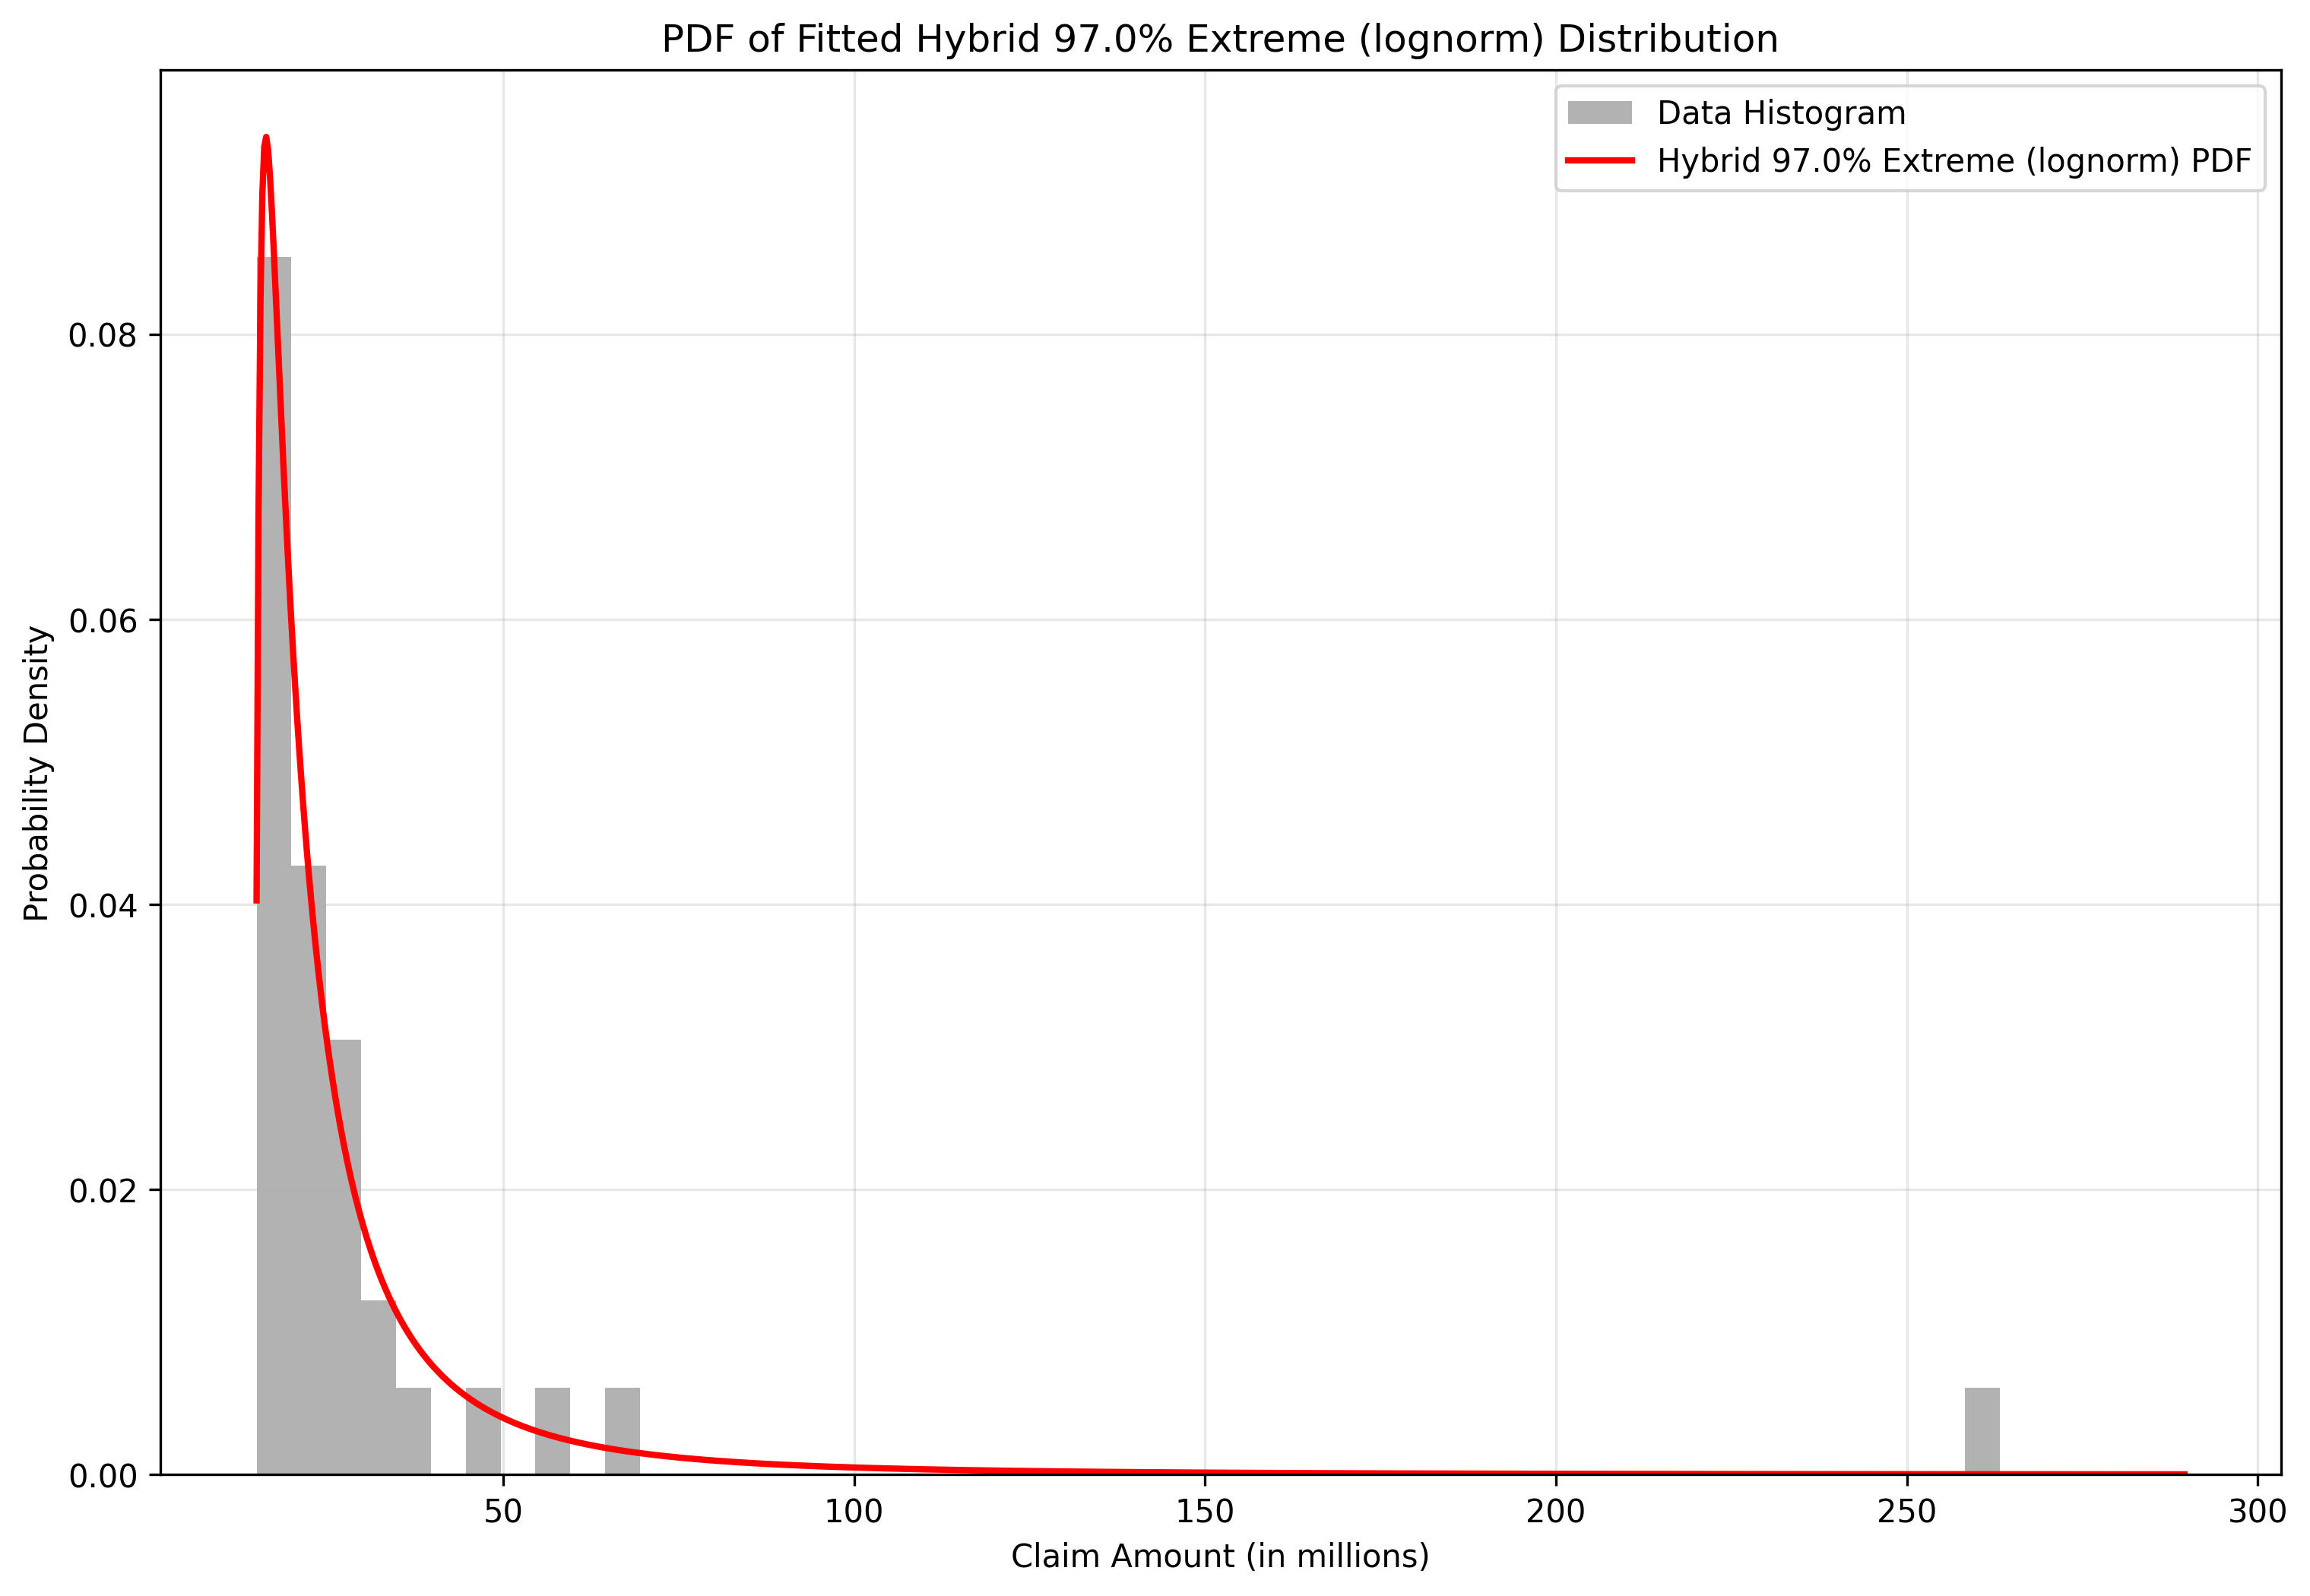 PDF of Fitted Hybrid 97.0% Extreme (lognorm) Distribution
Data Histogram
Hybrid 97.0% Extreme (lognorm) PDF
Probability Density
0.08
0.06
0.04
0.02
0.00
50 100 150 200 250 300
Claim Amount (in millions)